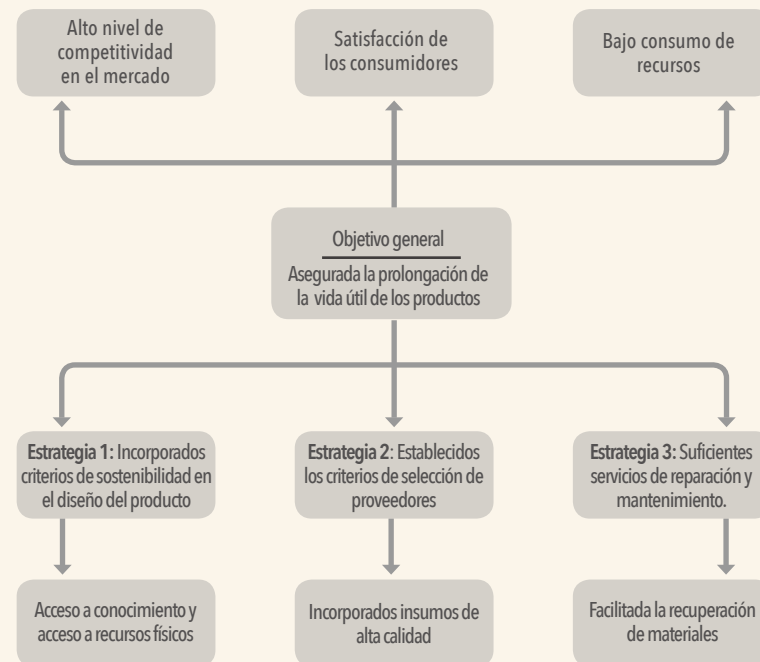 Alto nivel de
competitividad
en el mercado
Satisfacción de
los consumidores
Bajo consumo de
recursos
Objetivo general
Asegurada la prolongación de
la vida útil de los productos
Estrategia 1: Incorporados
criterios de sostenibilidad en
el diseño del producto
Estrategia 2: Establecidos
los criterios de selección de
proveedores
Estrategia 3: Suficientes
servicios de reparación y
mantenimiento.
Acceso a conocimiento y
acceso a recursos físicos
Incorporados insumos de
alta calidad
Facilitada la recuperación
de materiales